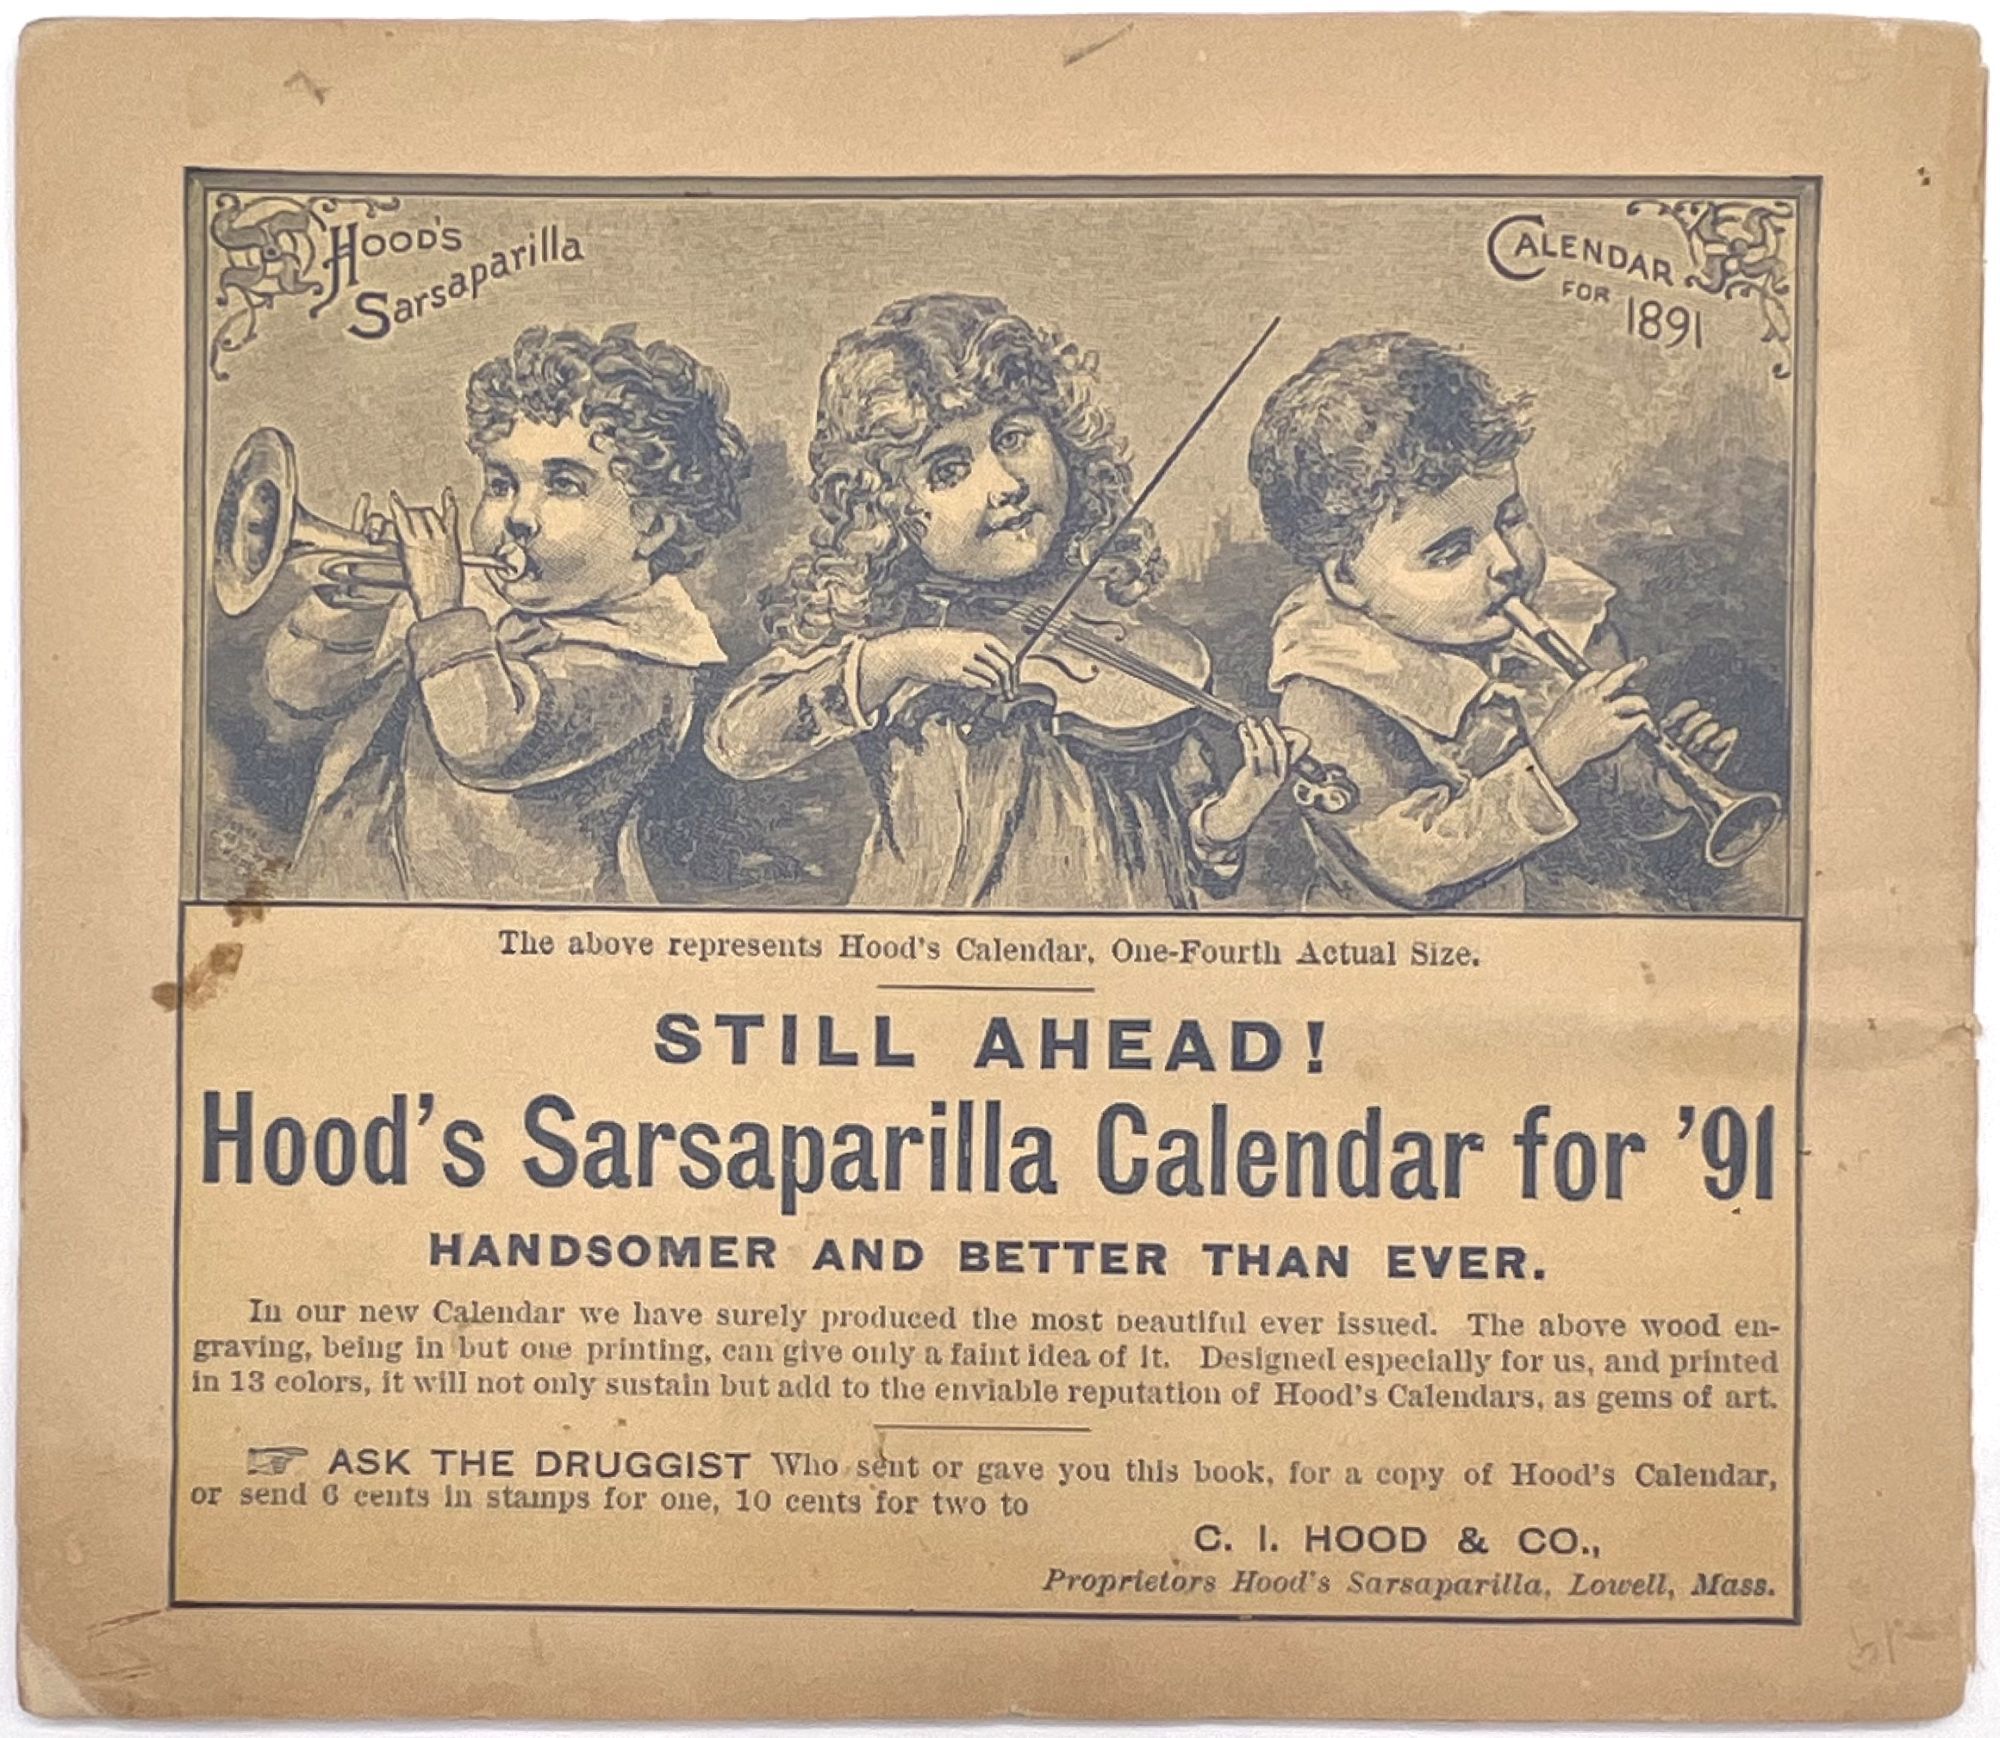 HOOD'S
Sarsaparilla
CALENDAR
FOR 1891
The above represents Hood's Calendar, One-Fourth Actual Size.
STILL AHEAD!
Hood's Sarsaparilla Calendar for '91
HANDSOMER AND BETTER THAN EVER.
In our new Calendar we have surely produced the most beautiful ever issued. The above wood en-
graving, being in but one printing, can give only a faint idea of it. Designed especially for us, and printed
in 13 colors, it will not only sustain but add to the enviable reputation of Hood's Calendars, as gems of art.
☞ ASK THE DRUGGIST Who sent or gave you this book, for a copy of Hood's Calendar,
or send 6 cents in stamps for one, 10 cents for two to
C. I. HOOD & CO.,
Proprietors Hood's Sarsaparilla, Lowell, Mass.